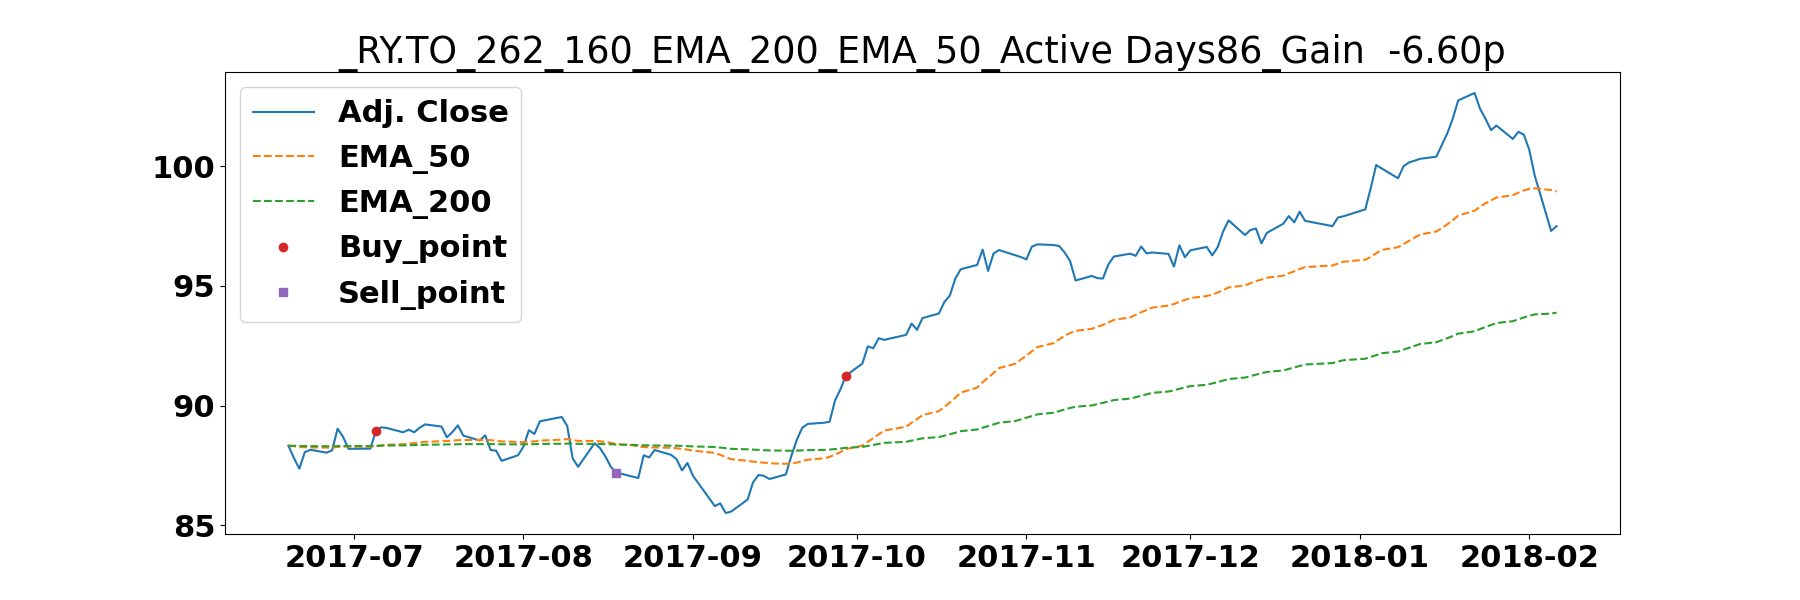 _RY.TO_262_160_EMA_200_EMA_50_Active Days86_Gain  -6.60p
Adj. Close
EMA_50
EMA_200
Buy_point
Sell_point
100
95
90
85
2017-07 2017-08 2017-09 2017-10 2017-11 2017-12 2018-01 2018-02